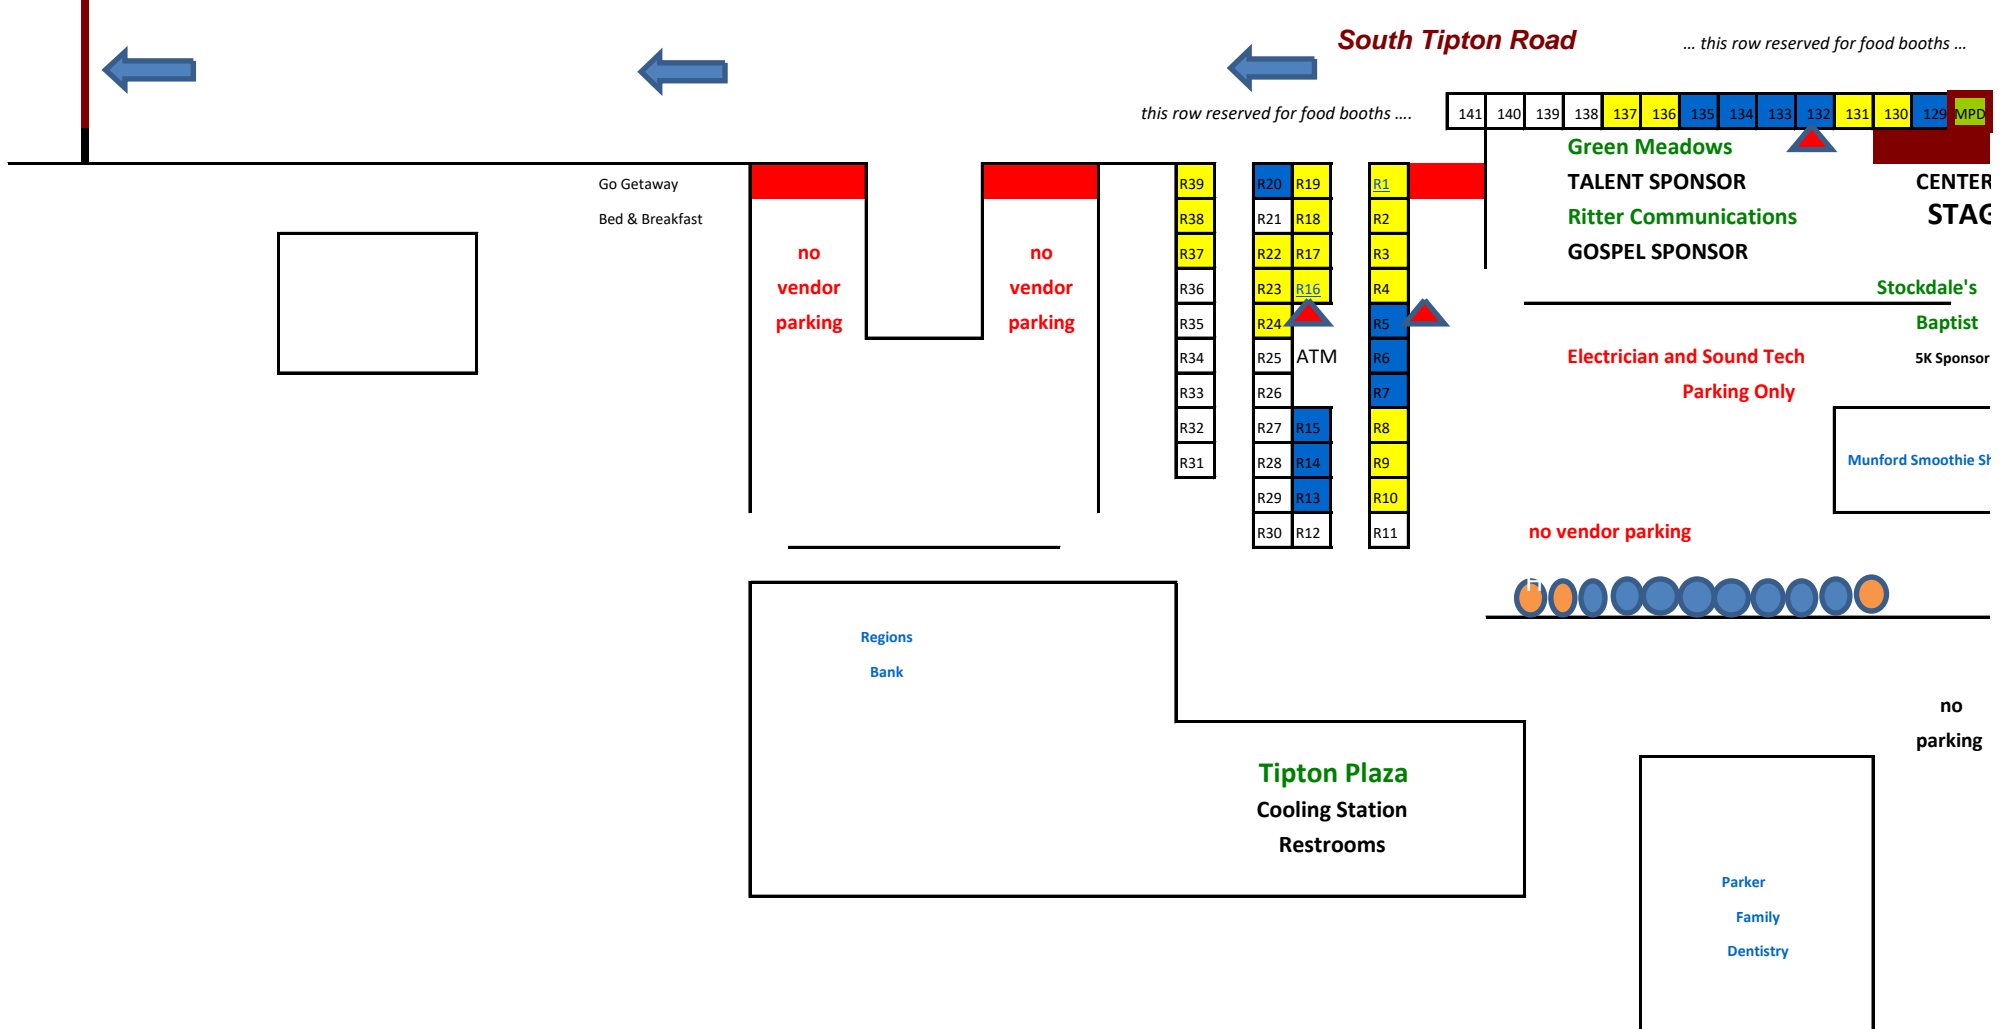 South Tipton Road
... this row reserved for food booths ...
this row reserved for food booths ....
141 140 139 138 137 136 135 134 133 132 131 130 129 MPD
Green Meadows
TALENT SPONSOR
CENTER
Ritter Communications
STAG
GOSPEL SPONSOR
Stockdale's
Baptist
5K Sponsor
Electrician and Sound Tech
Parking Only
Munford Smoothie Sh
no vendor parking
Go Getaway
Bed & Breakfast
no
vendor
parking
no
vendor
parking
R39 R20 R19 R1
R38 R21 R18 R2
R37 R22 R17 R3
R36 R23 R16 R4
R35 R24 R5
R34 R25 ATM R6
R33 R26 R7
R32 R27 R15 R8
R31 R28 R14 R9
R29 R13 R10
R30 R12 R11
Regions
Bank
Tipton Plaza
Cooling Station
Restrooms
no
parking
Parker
Family
Dentistry